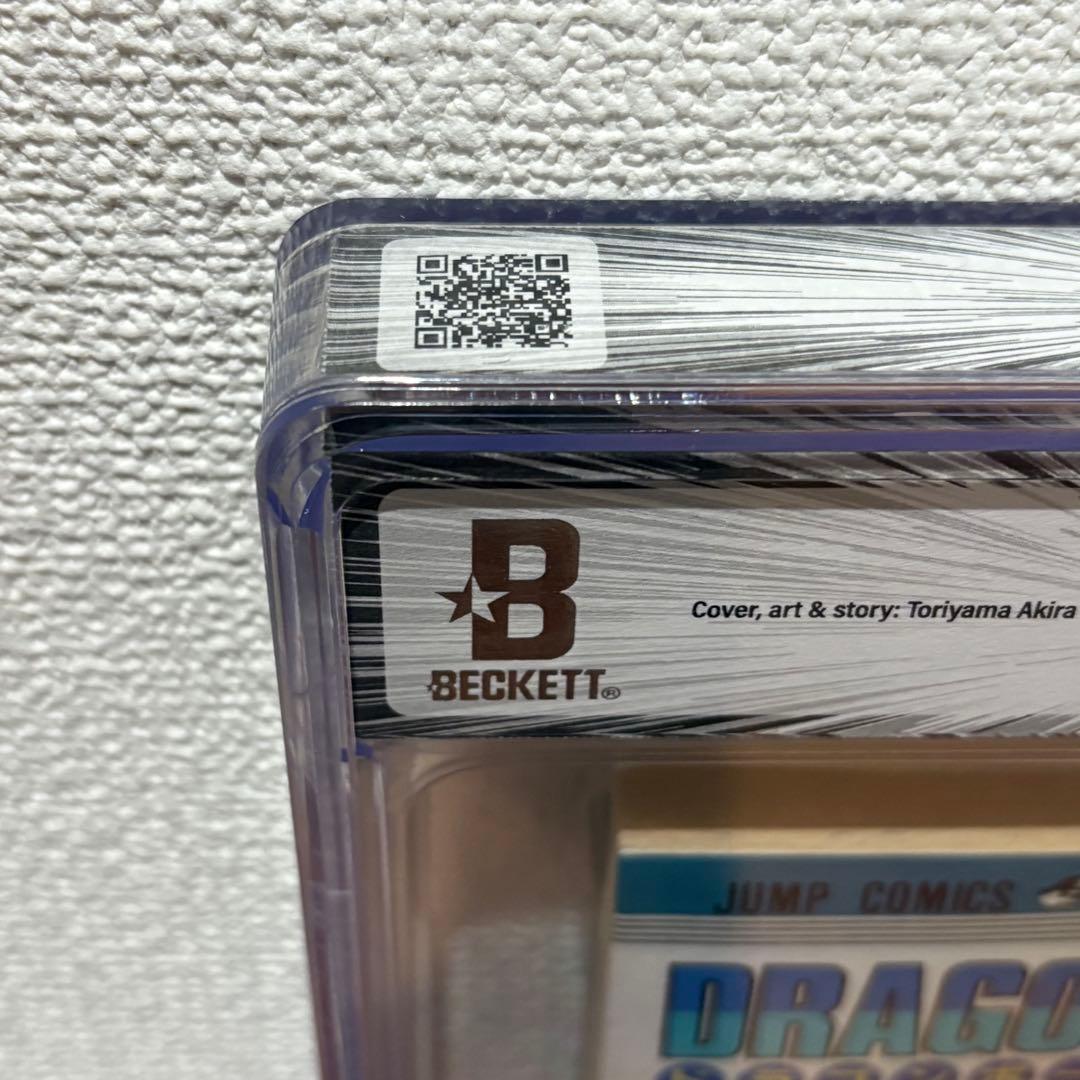 B
BECKETT®
Cover, art & story: Toriyama Akira
JUMP COMICS
DRAGO